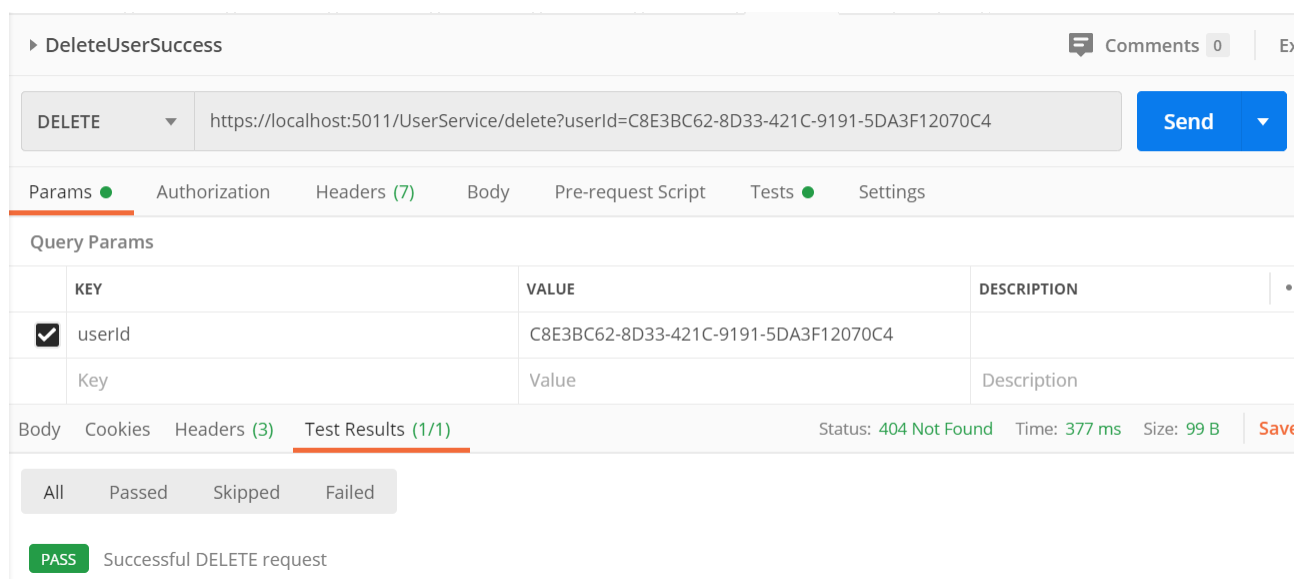 DeleteUserSuccess Comments 0 Ex
DELETE https://localhost:5011/UserService/delete?userId=C8E3BC62-8D33-421C-9191-5DA3F12070C4 Send
Params Authorization Headers (7) Body Pre-request Script Tests Settings
Query Params
KEY VALUE DESCRIPTION
userId C8E3BC62-8D33-421C-9191-5DA3F12070C4
Key Value Description
Body Cookies Headers (3) Test Results (1/1) Status: 404 Not Found Time: 377 ms Size: 99 B Save
All Passed Skipped Failed
PASS Successful DELETE request